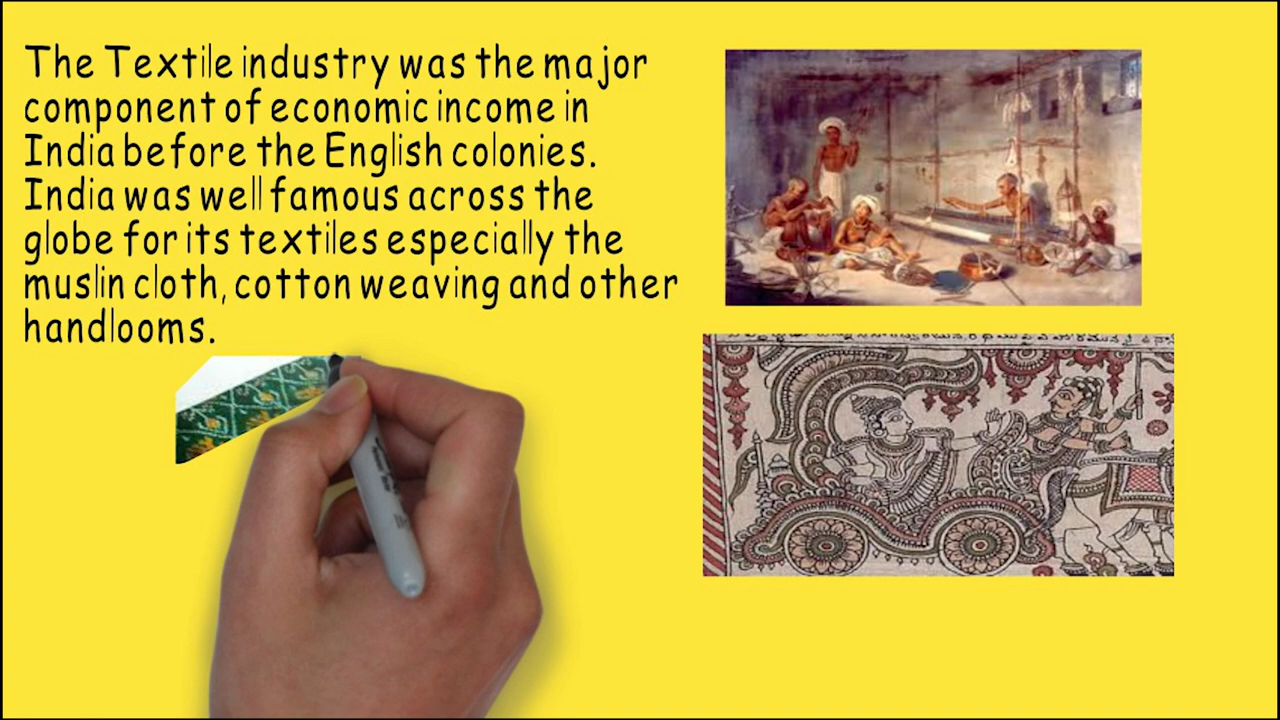 The Textile industry was the major
component of economic income in
India before the English colonies.
India was well famous across the
globe for its textiles especially the
muslin cloth, cotton weaving and other
handlooms.